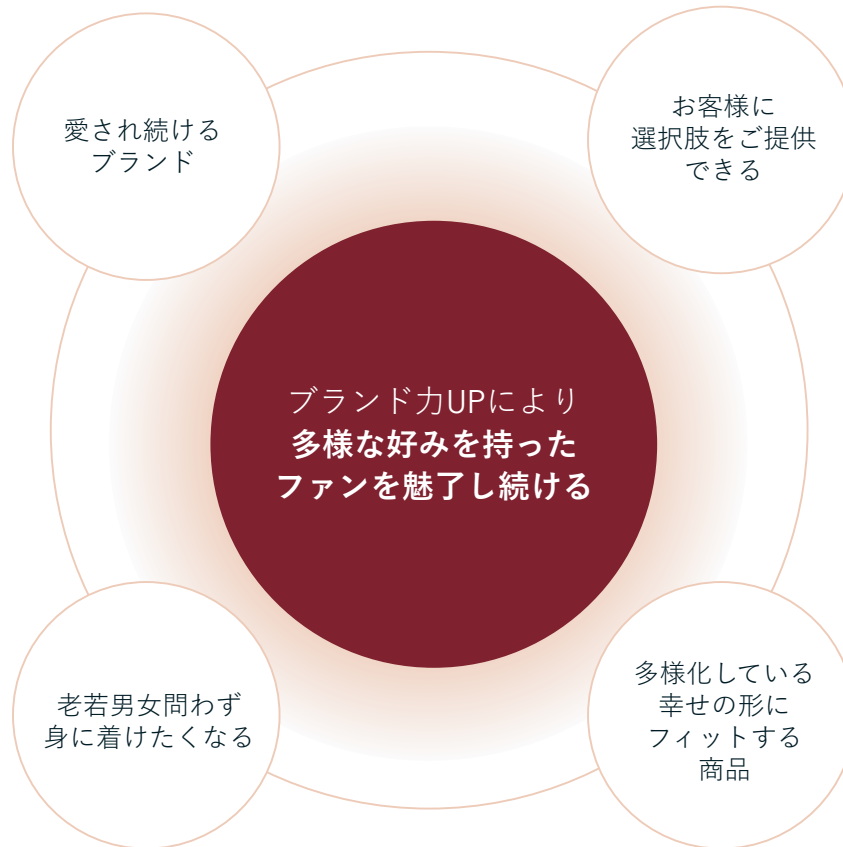 愛され続ける
ブランド
お客様に
選択肢をご提供
できる
ブランド力UPにより
多様な好みを持った
ファンを魅了し続ける
老若男女問わず
身に着けたくなる
多様化している
幸せの形に
フィットする
商品